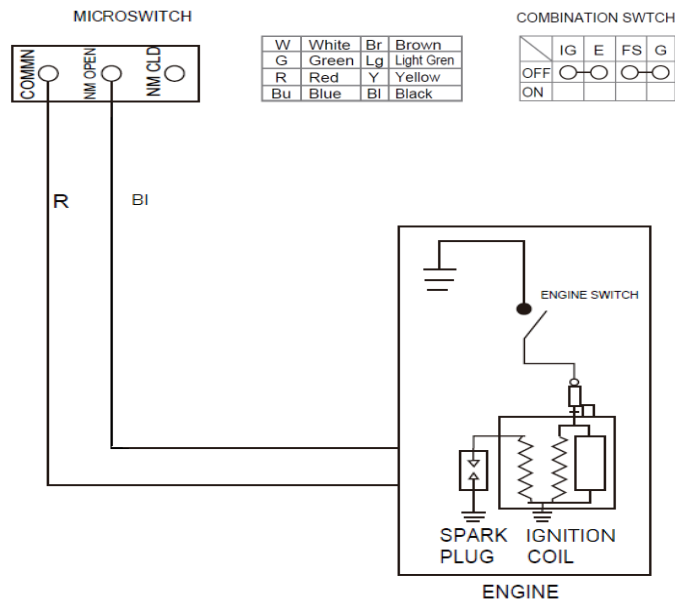 MICROSWITCH
COMBINATION SWTCH
COMMN
NM OPEN
NM CLD
W White Br Brown
G Green Lg Light Gren
R Red Y Yellow
Bu Blue Bl Black
IG E FS G
OFF
ON
R
Bl
ENGINE SWITCH
SPARK PLUG
IGNITION COIL
ENGINE